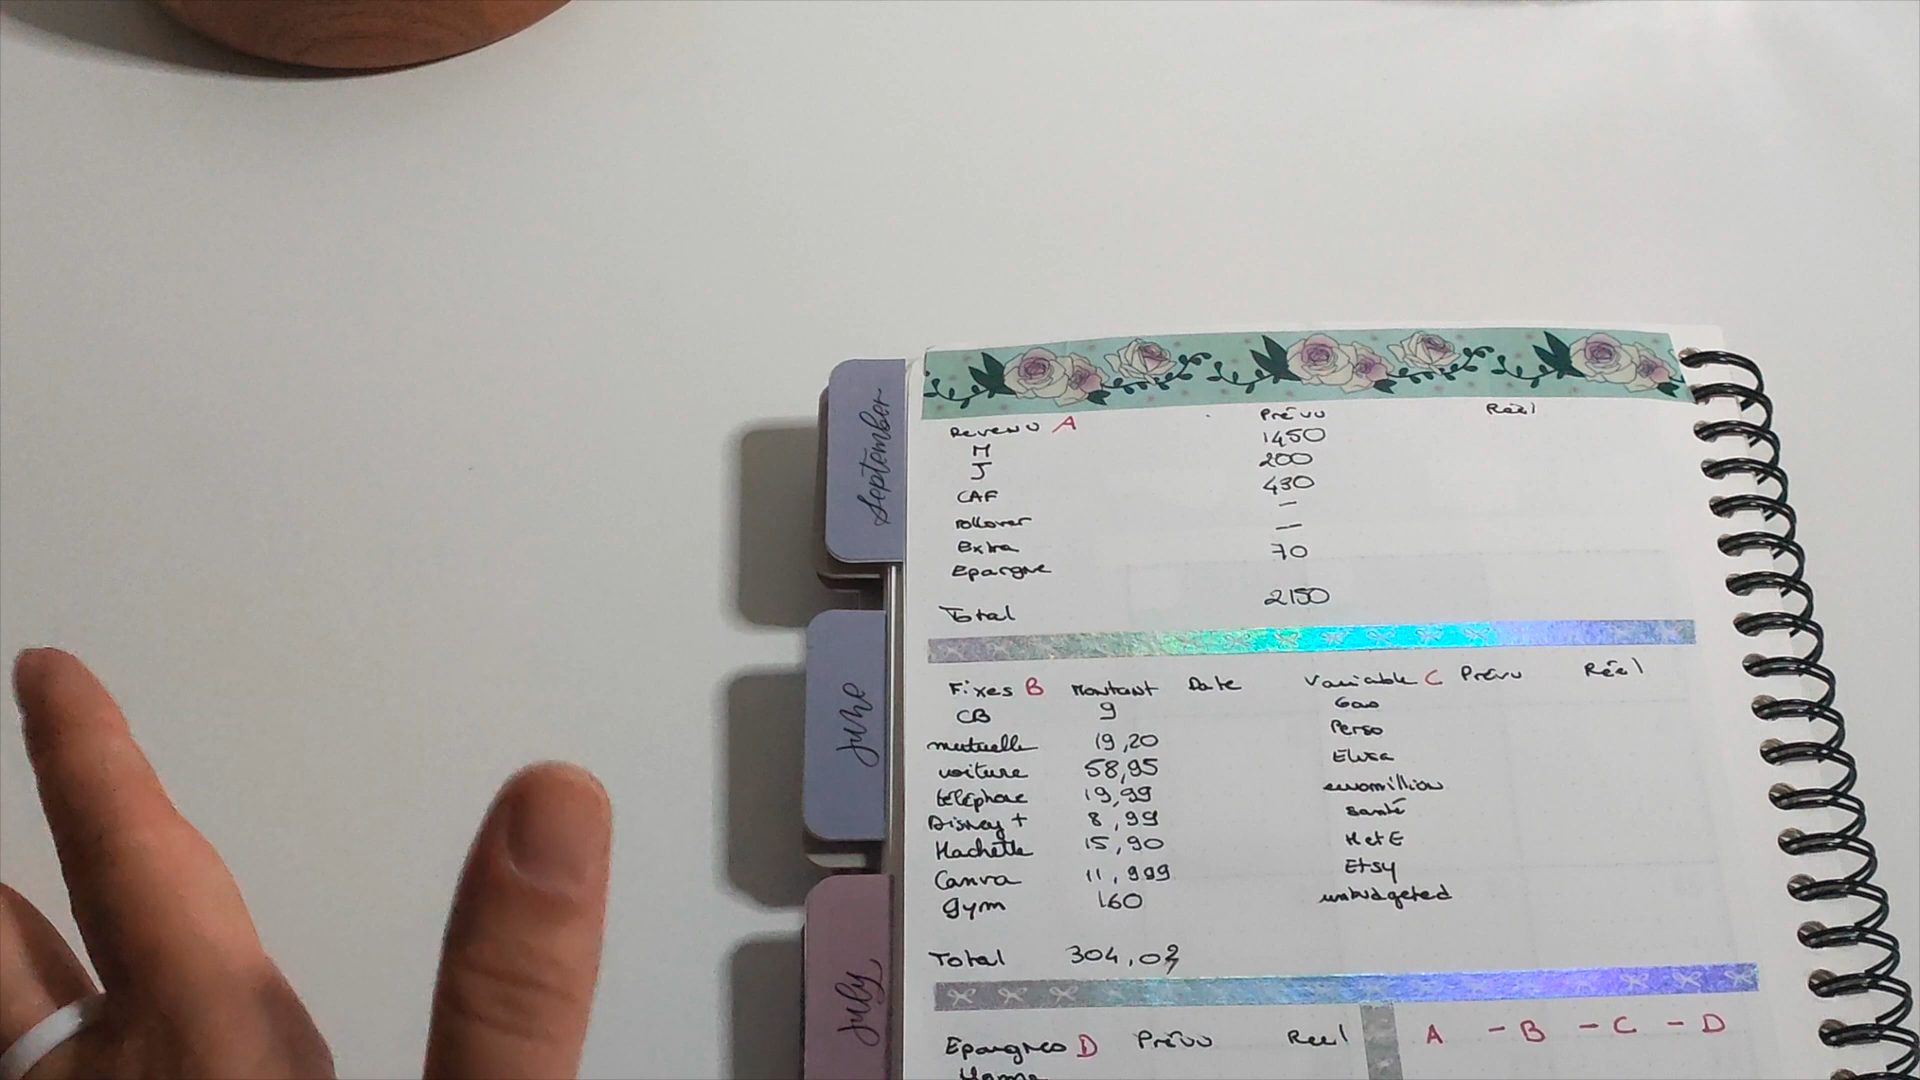 September
June
July
Revenu A Prévu Réel
M 1450
J 200
CAF 430
rollover —
Extra —
Epargne 70
Total 2150
Fixes B Montant Date Variable C Prévu Réel
CB 9 Gas
mutuelle 19,20 Perso
voiture 58,95 Elisa
téléphone 19,99 euromillion
Disney + 8,99 santé
Hachette 15,90 M et E
Canva 11,999 Etsy
gym 160 unbudgeted
Total 304,02
Epargnes D Prévu Réel A - B - C - D